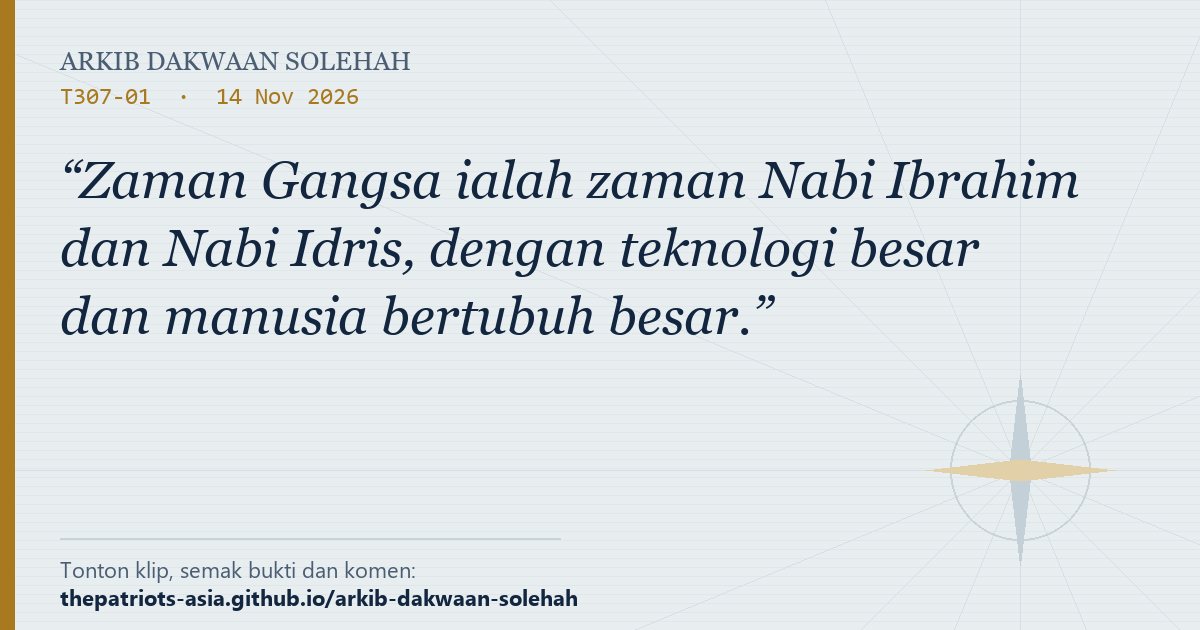 ARKIB DAKWAAN SOLEHAH
T307-01 · 14 Nov 2026
“Zaman Gangsa ialah zaman Nabi Ibrahim
dan Nabi Idris, dengan teknologi besar
dan manusia bertubuh besar.”
Tonton klip, semak bukti dan komen:
thepatriots-asia.github.io/arkib-dakwaan-solehah